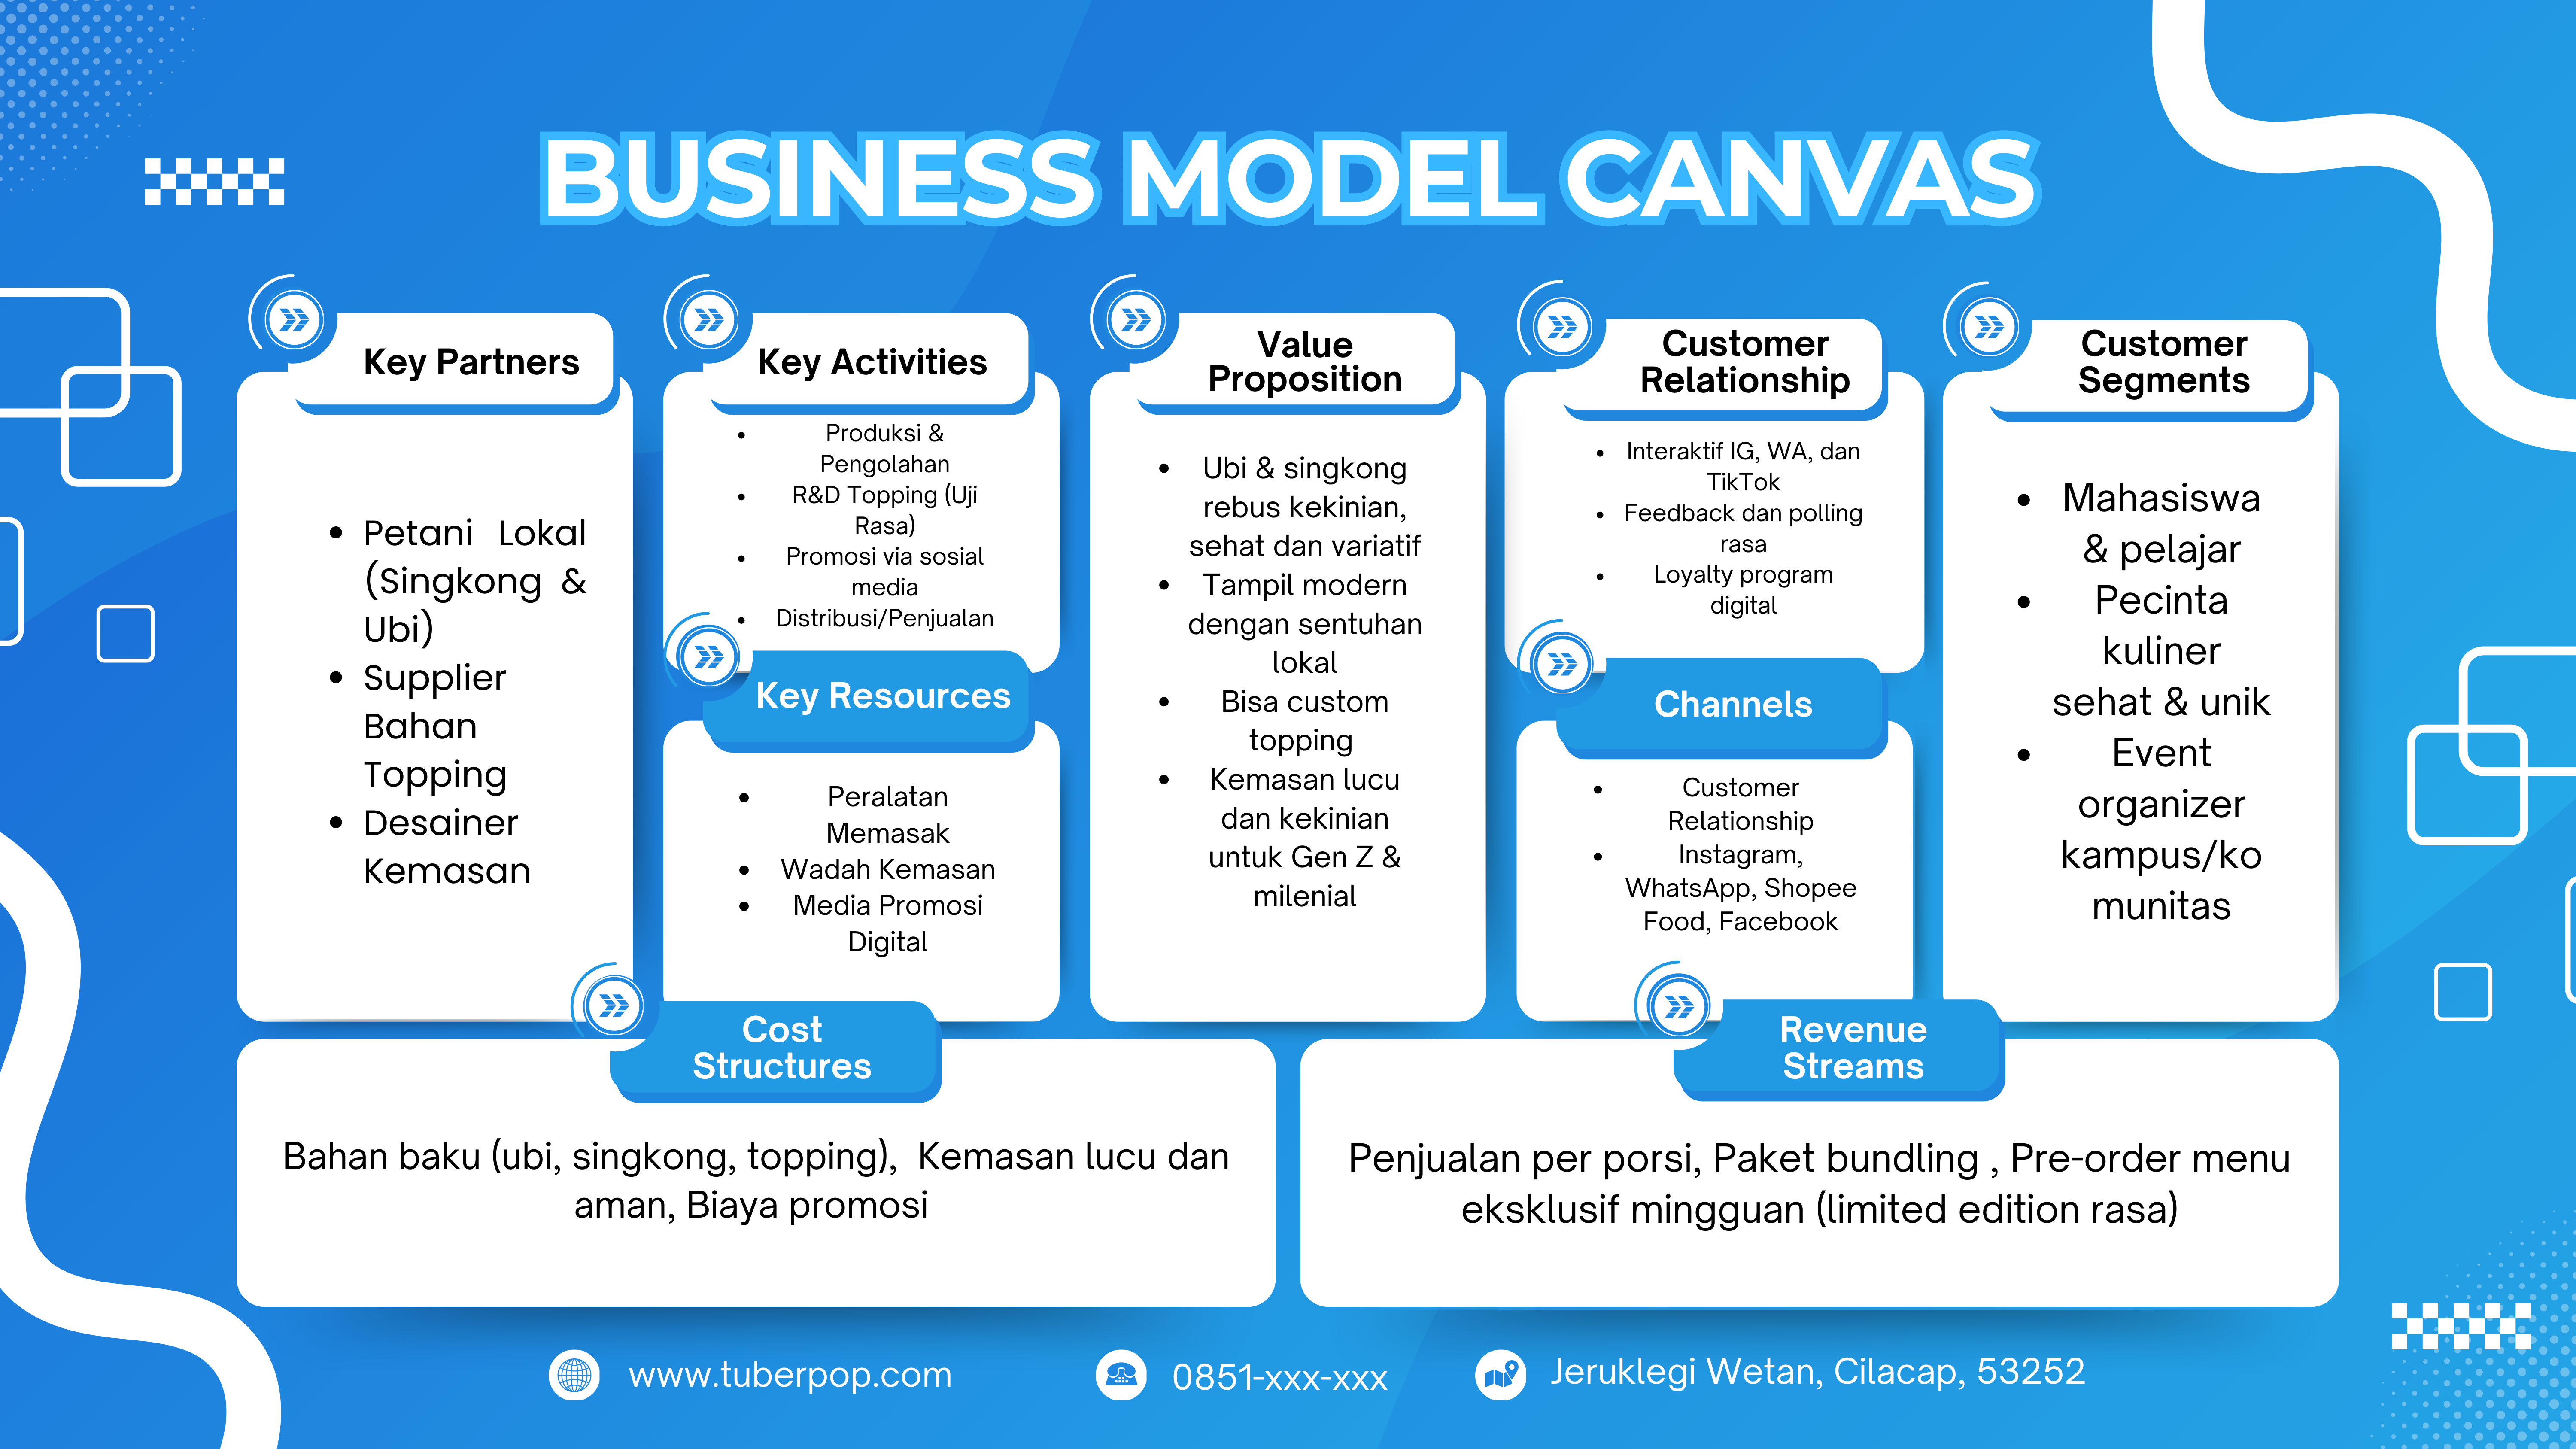 BUSINESS MODEL CANVAS
Key Partners
Petani Lokal
(Singkong &
Ubi)
Supplier
Bahan
Topping
Desainer
Kemasan
Key Activities
Produksi &
Pengolahan
R&D Topping (Uji
Rasa)
Promosi via sosial
media
Distribusi/Penjualan
Key Resources
Peralatan
Memasak
Wadah Kemasan
Media Promosi
Digital
Value
Proposition
Ubi & singkong
rebus kekinian,
sehat dan variatif
Tampil modern
dengan sentuhan
lokal
Bisa custom
topping
Kemasan lucu
dan kekinian
untuk Gen Z &
milenial
Customer
Relationship
Interaktif IG, WA, dan
TikTok
Feedback dan polling
rasa
Loyalty program
digital
Channels
Customer
Relationship
Instagram,
WhatsApp, Shopee
Food, Facebook
Customer
Segments
Mahasiswa
& pelajar
Pecinta
kuliner
sehat & unik
Event
organizer
kampus/ko
munitas
Cost
Structures
Bahan baku (ubi, singkong, topping),  Kemasan lucu dan
aman, Biaya promosi
Revenue
Streams
Penjualan per porsi, Paket bundling , Pre-order menu
eksklusif mingguan (limited edition rasa)
www.tuberpop.com
0851-xxx-xxx
Jeruklegi Wetan, Cilacap, 53252